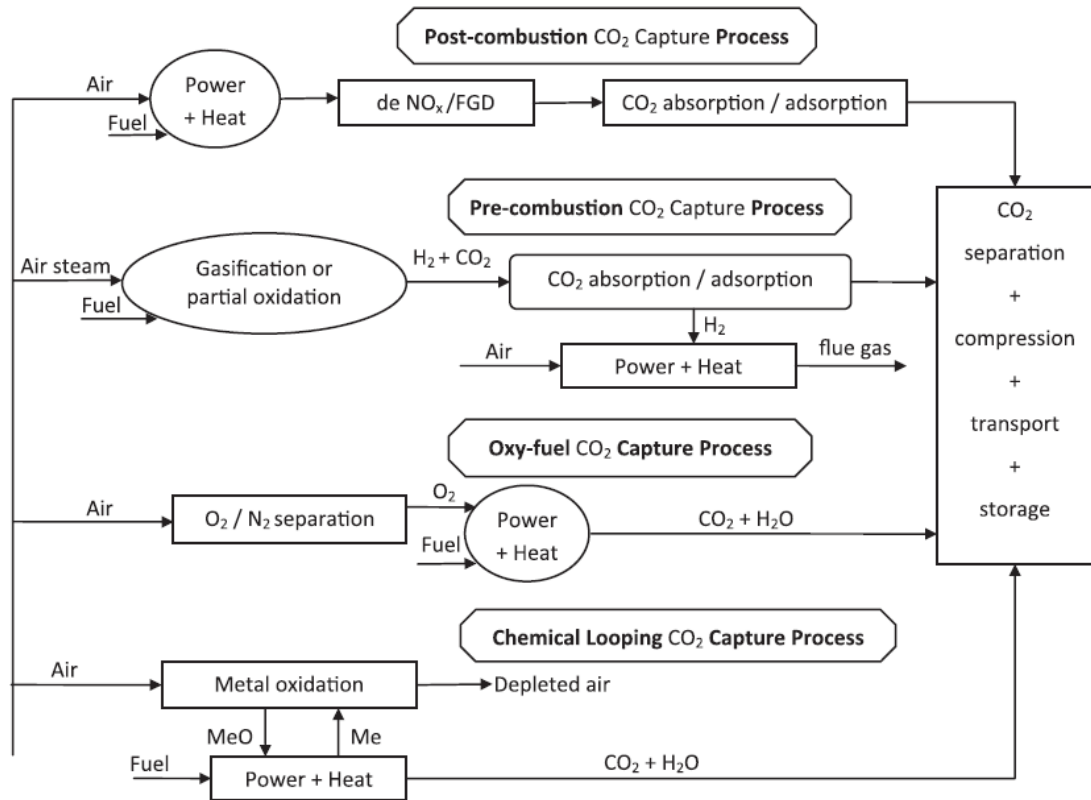 Post-combustion CO₂ Capture Process
Air
Fuel
Power
+ Heat
de NOₓ/FGD
CO₂ absorption / adsorption
Pre-combustion CO₂ Capture Process
Air steam
Fuel
Gasification or
partial oxidation
H₂ + CO₂
CO₂ absorption / adsorption
H₂
Air
Power + Heat
flue gas
Oxy-fuel CO₂ Capture Process
Air
O₂ / N₂ separation
O₂
Fuel
Power
+ Heat
CO₂ + H₂O
Chemical Looping CO₂ Capture Process
Air
Metal oxidation
Depleted air
MeO
Me
Fuel
Power + Heat
CO₂ + H₂O
CO₂
separation
+
compression
+
transport
+
storage